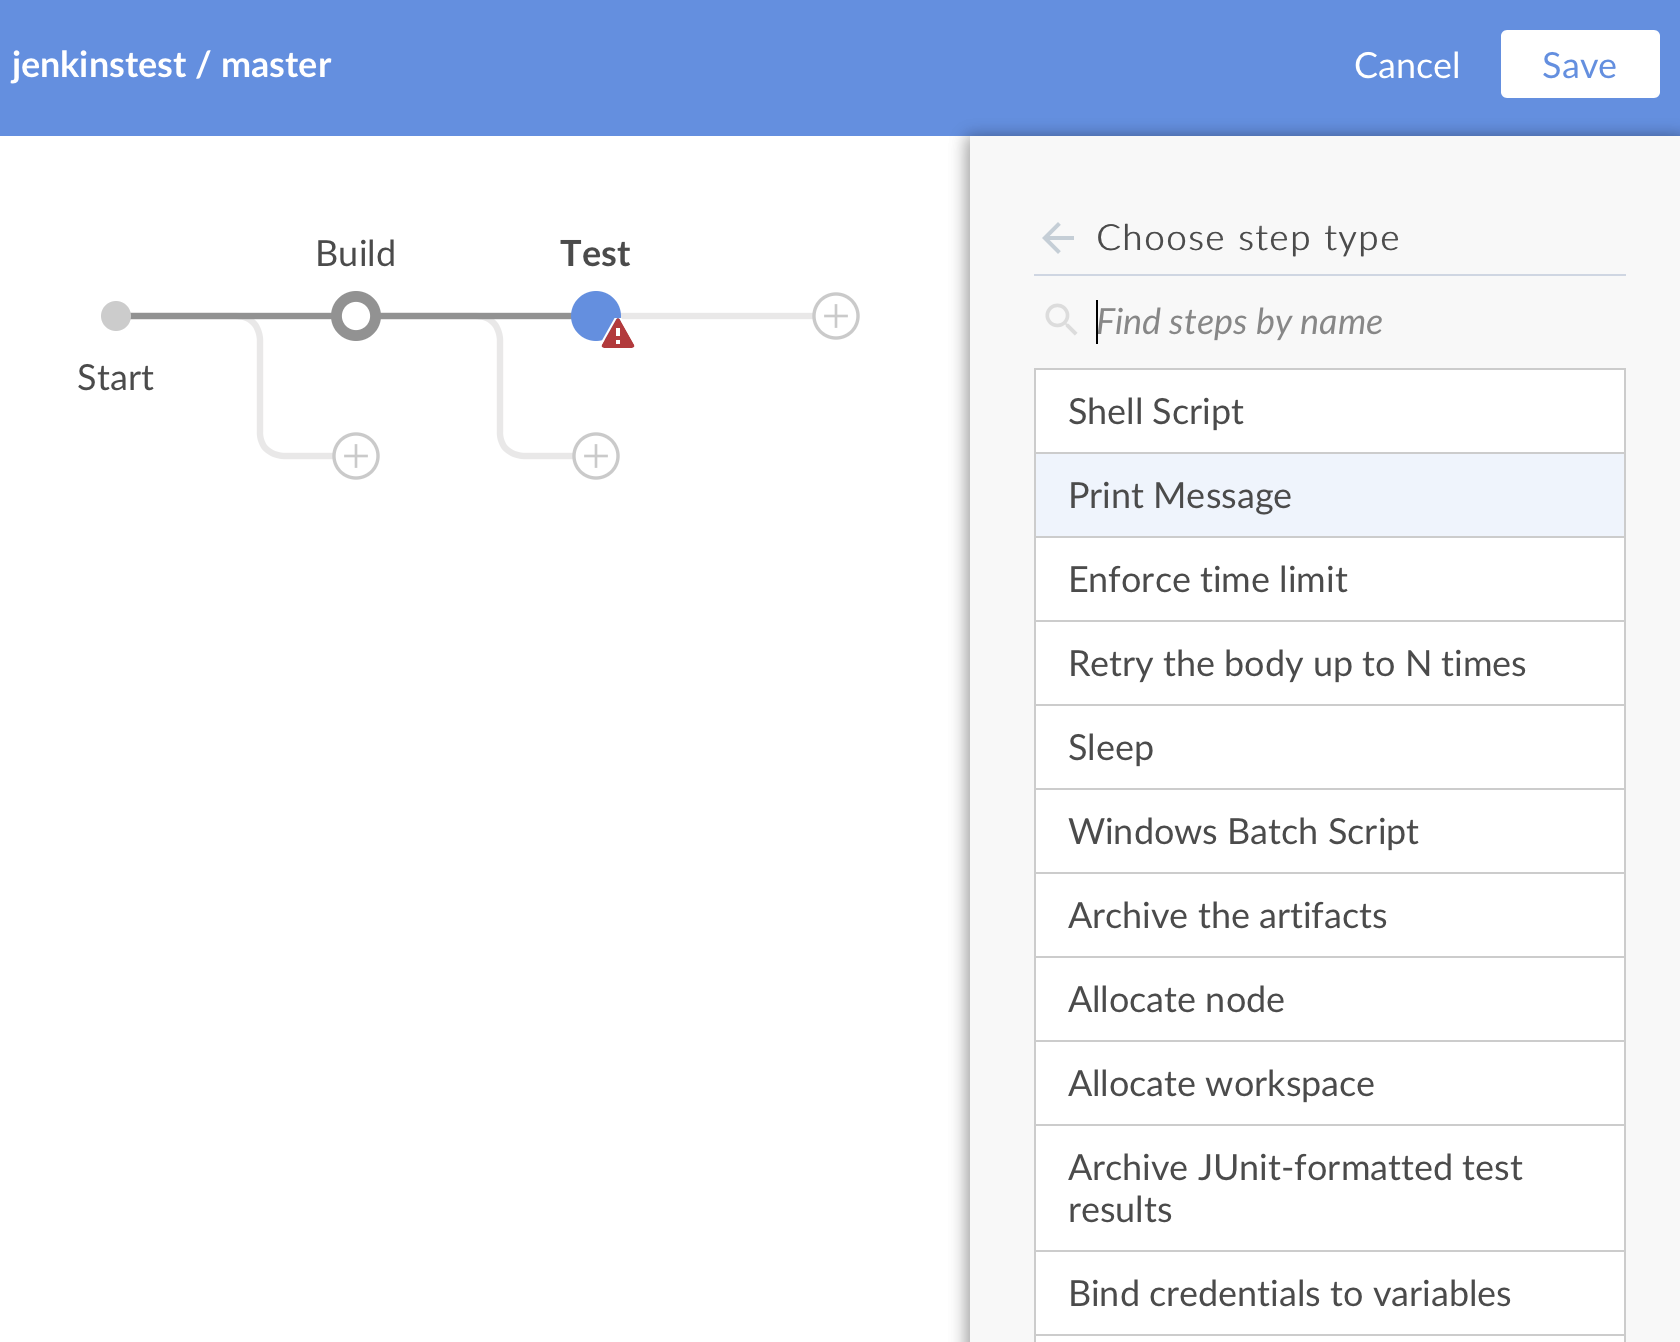 jenkinstest / master
Cancel
Save
Build
Test
Start
Choose step type
Find steps by name
Shell Script
Print Message
Enforce time limit
Retry the body up to N times
Sleep
Windows Batch Script
Archive the artifacts
Allocate node
Allocate workspace
Archive JUnit-formatted test
results
Bind credentials to variables